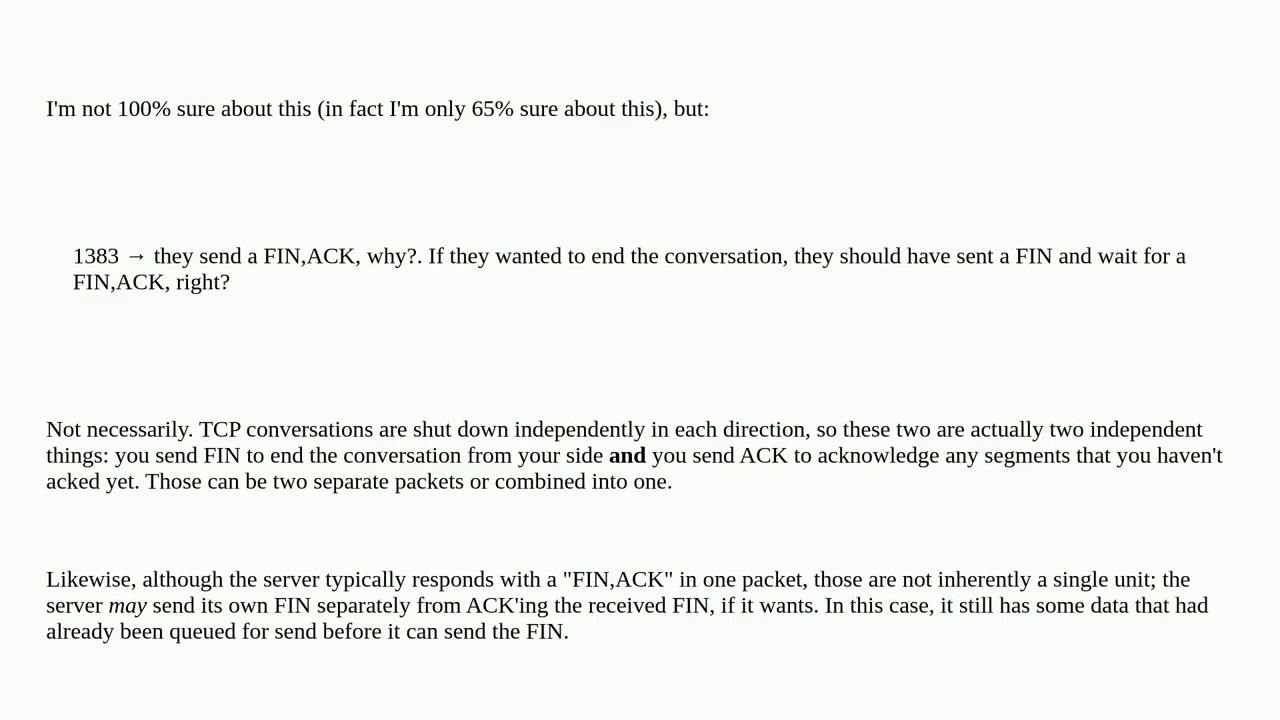 I'm not 100% sure about this (in fact I'm only 65% sure about this), but:
1383 → they send a FIN,ACK, why?. If they wanted to end the conversation, they should have sent a FIN and wait for a
FIN,ACK, right?
Not necessarily. TCP conversations are shut down independently in each direction, so these two are actually two independent
things: you send FIN to end the conversation from your side and you send ACK to acknowledge any segments that you haven't
acked yet. Those can be two separate packets or combined into one.
Likewise, although the server typically responds with a "FIN,ACK" in one packet, those are not inherently a single unit; the
server may send its own FIN separately from ACK'ing the received FIN, if it wants. In this case, it still has some data that had
already been queued for send before it can send the FIN.